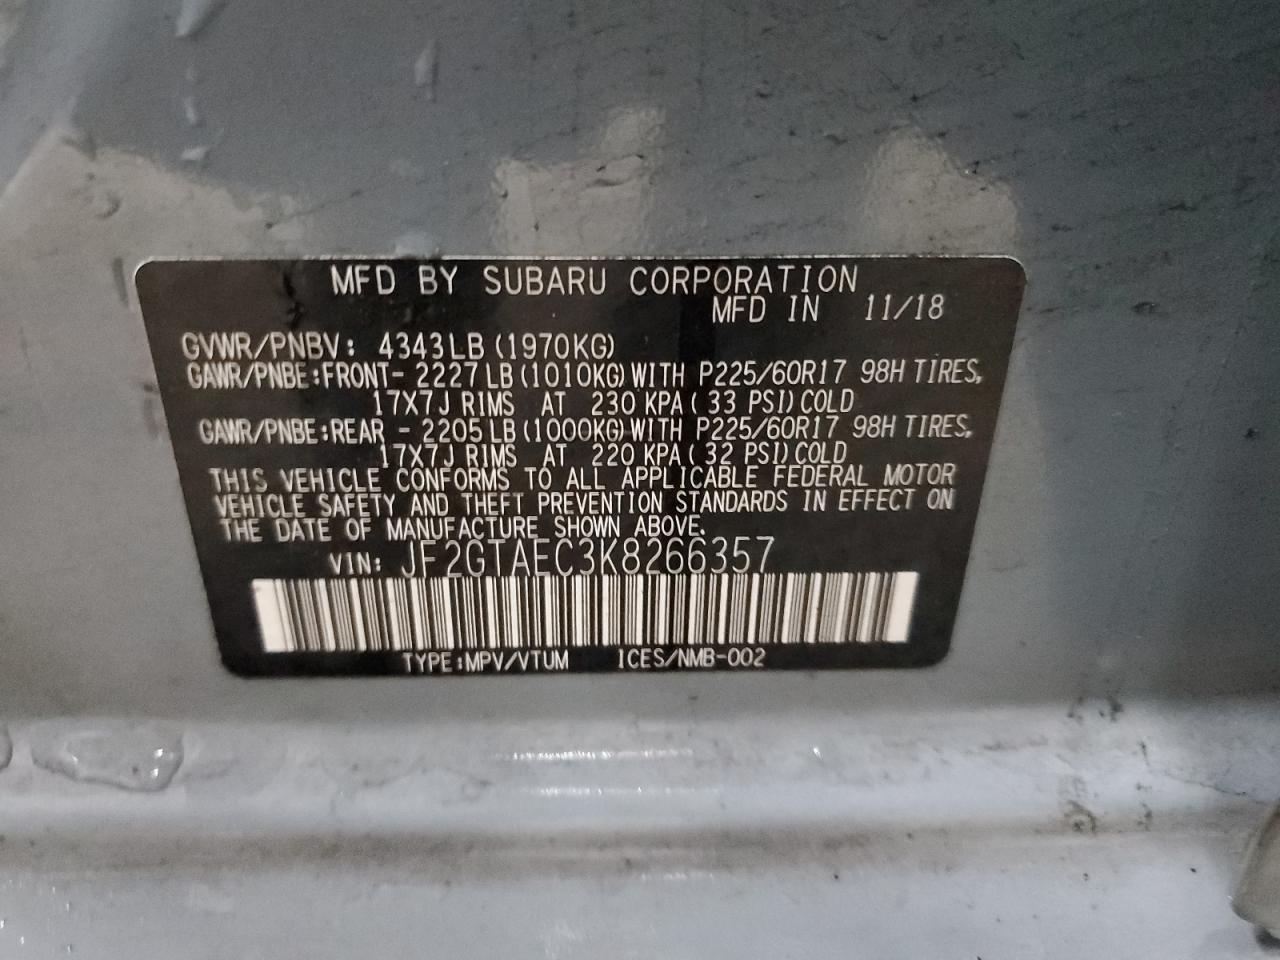 MFD BY SUBARU CORPORATION
MFD IN 11/18
GVWR/PNBV: 4343LB (1970KG)
GAWR/PNBE:FRONT- 2227LB (1010KG) WITH P225/60R17 98H TIRES,
17X7J RIMS AT 230 KPA ( 33 PSI) COLD
GAWR/PNBE:REAR - 2205LB (1000KG) WITH P225/60R17 98H TIRES,
17X7J RIMS AT 220 KPA ( 32 PSI) COLD
THIS VEHICLE CONFORMS TO ALL APPLICABLE FEDERAL MOTOR
VEHICLE SAFETY AND THEFT PREVENTION STANDARDS IN EFFECT ON
THE DATE OF MANUFACTURE SHOWN ABOVE.
VIN: JF2GTAEC3K8266357
TYPE:MPV/VTUM ICES/NMB-002